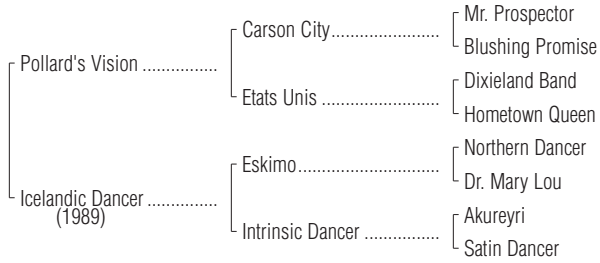 Mr. Prospector
Carson City......................
Blushing Promise
Pollard's Vision ...............
Dixieland Band
Etats Unis ........................
Hometown Queen
Northern Dancer
Eskimo............................
Dr. Mary Lou
Icelandic Dancer ..............
(1989)
Akureyri
Intrinsic Dancer ...............
Satin Dancer